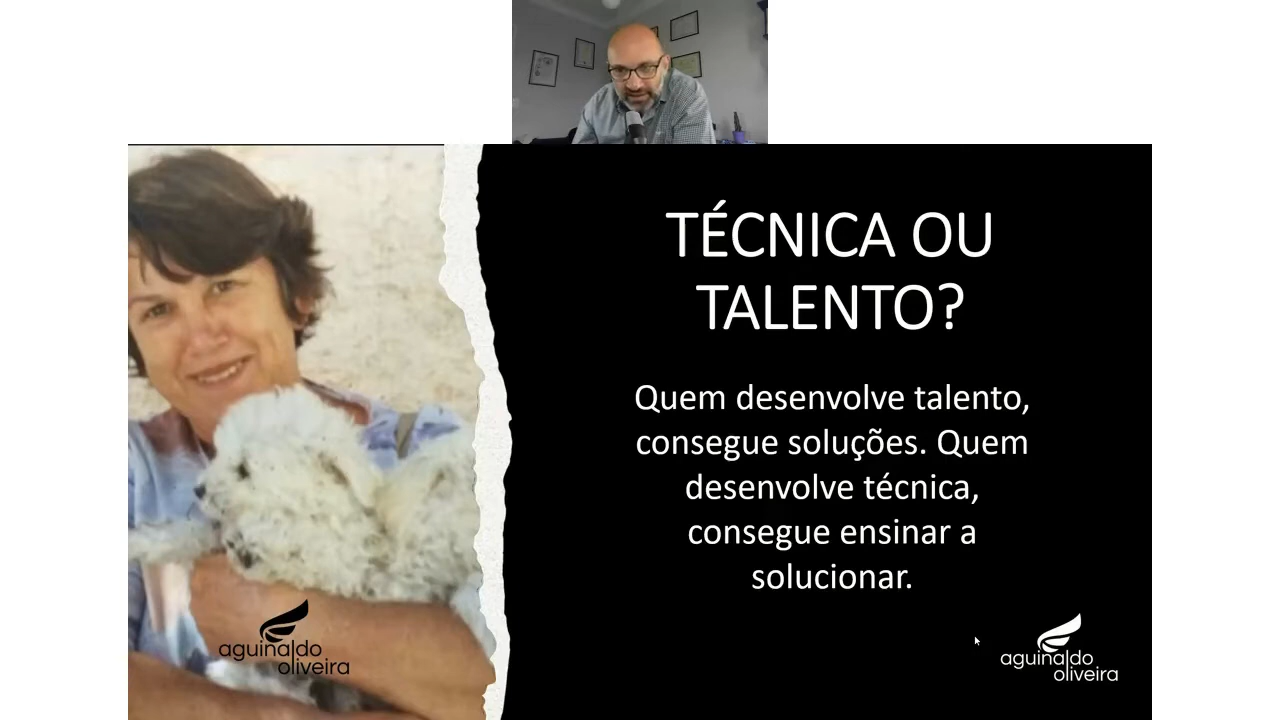 TÉCNICA OU
TALENTO?
Quem desenvolve talento,
consegue soluções. Quem
desenvolve técnica,
consegue ensinar a
solucionar.
aguinaldo
oliveira
aguinaldo
oliveira